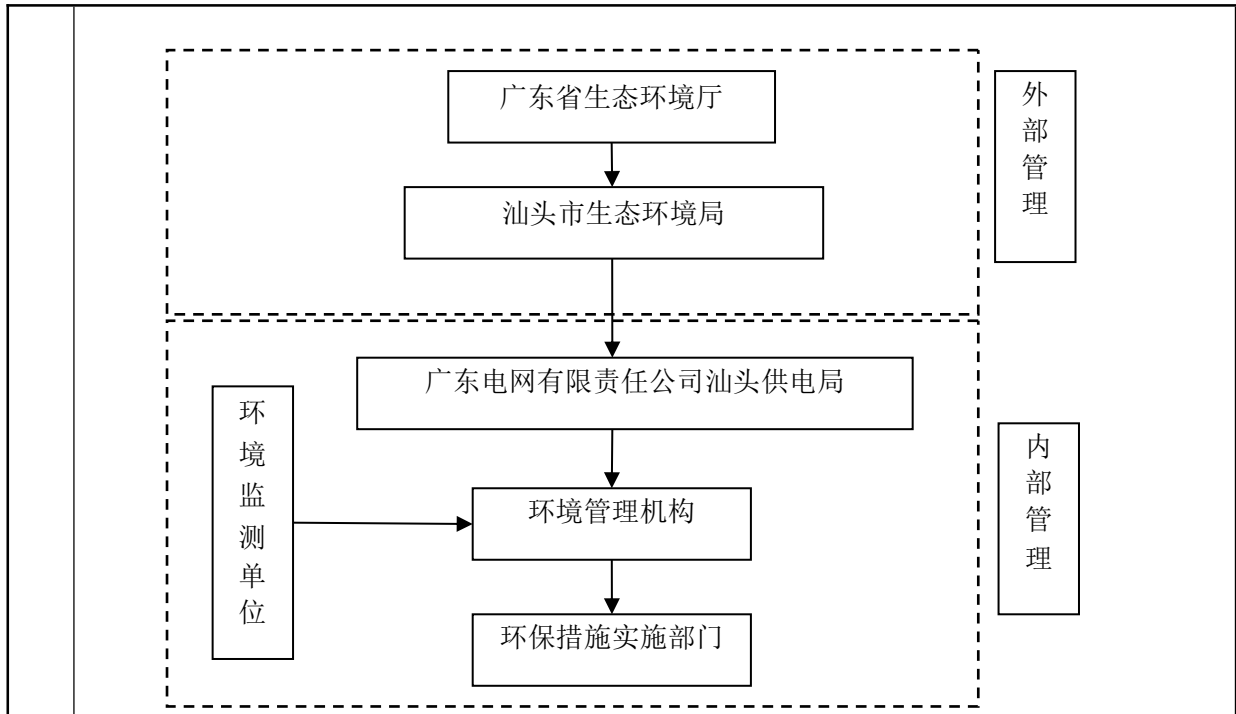 广东省生态环境厅
外部管理
汕头市生态环境局
广东电网有限责任公司汕头供电局
环境监测单位
内部管理
环境管理机构
环保措施实施部门